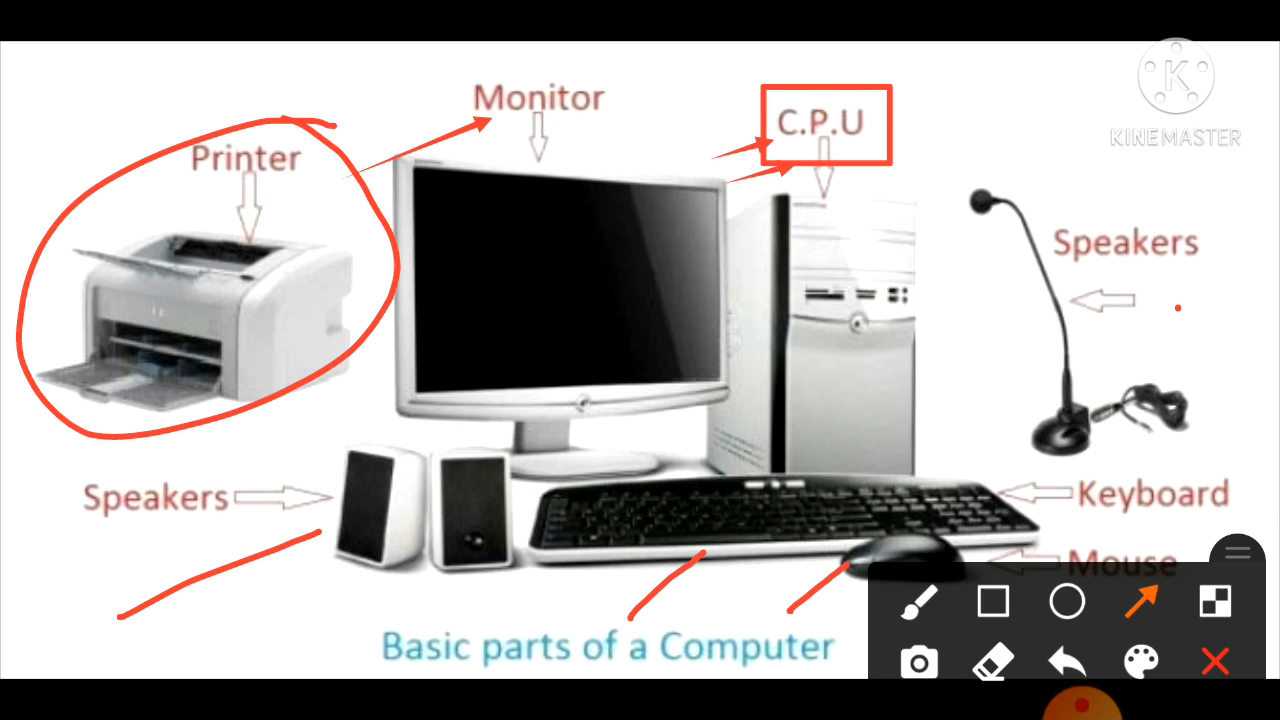 Monitor
C.P.U
KINEMASTER
Printer
Speakers
Speakers
Keyboard
Mouse
Basic parts of a Computer